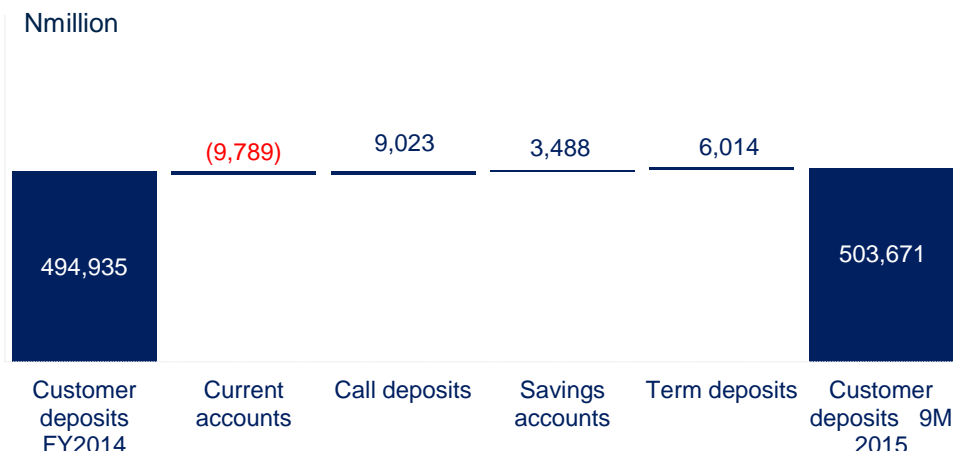 Nmillion
(9,789)
9,023
3,488
6,014
494,935
503,671
Customer
deposits
FY2014
Current
accounts
Call deposits
Savings
accounts
Term deposits
Customer
deposits 9M
2015